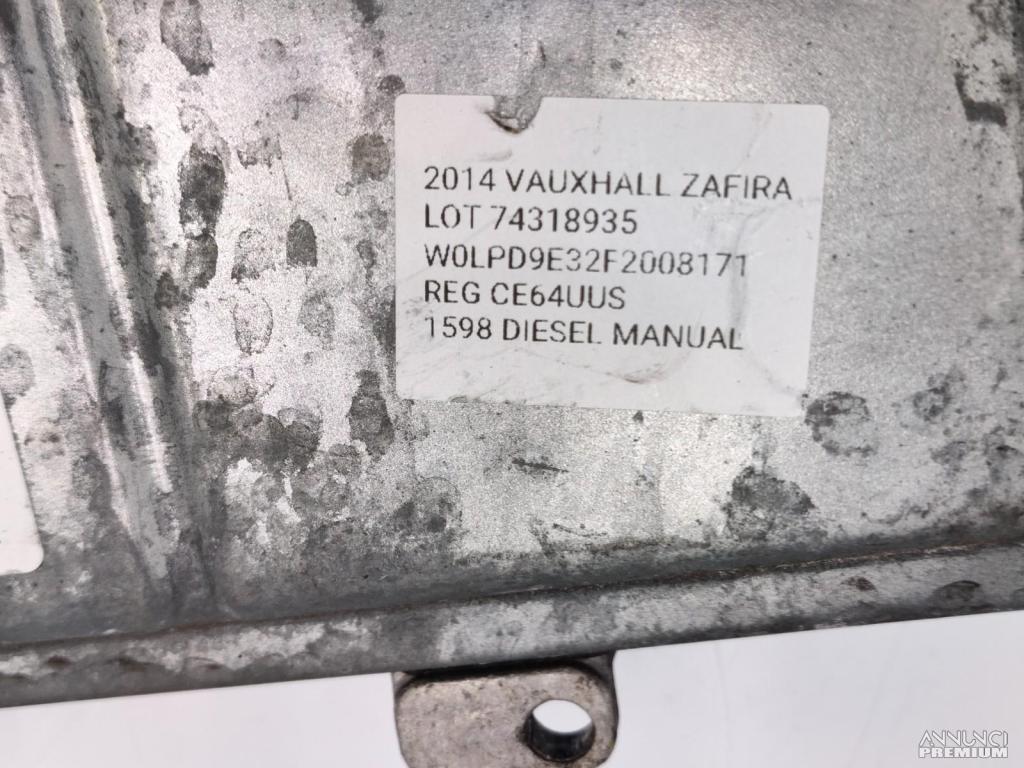 2014 VAUXHALL ZAFIRA
LOT 74318935
W0LPD9E32F2008171
REG CE64UUS
1598 DIESEL MANUAL
ANNUNCI
PREMIUM